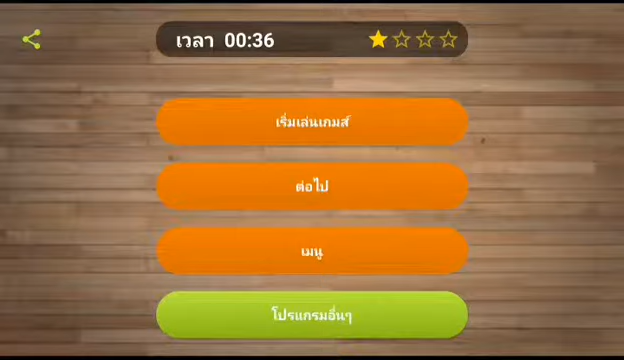 เวลา 00:36
เริ่มเล่นเกมส์
ต่อไป
เมนู
โปรแกรมอื่นๆ